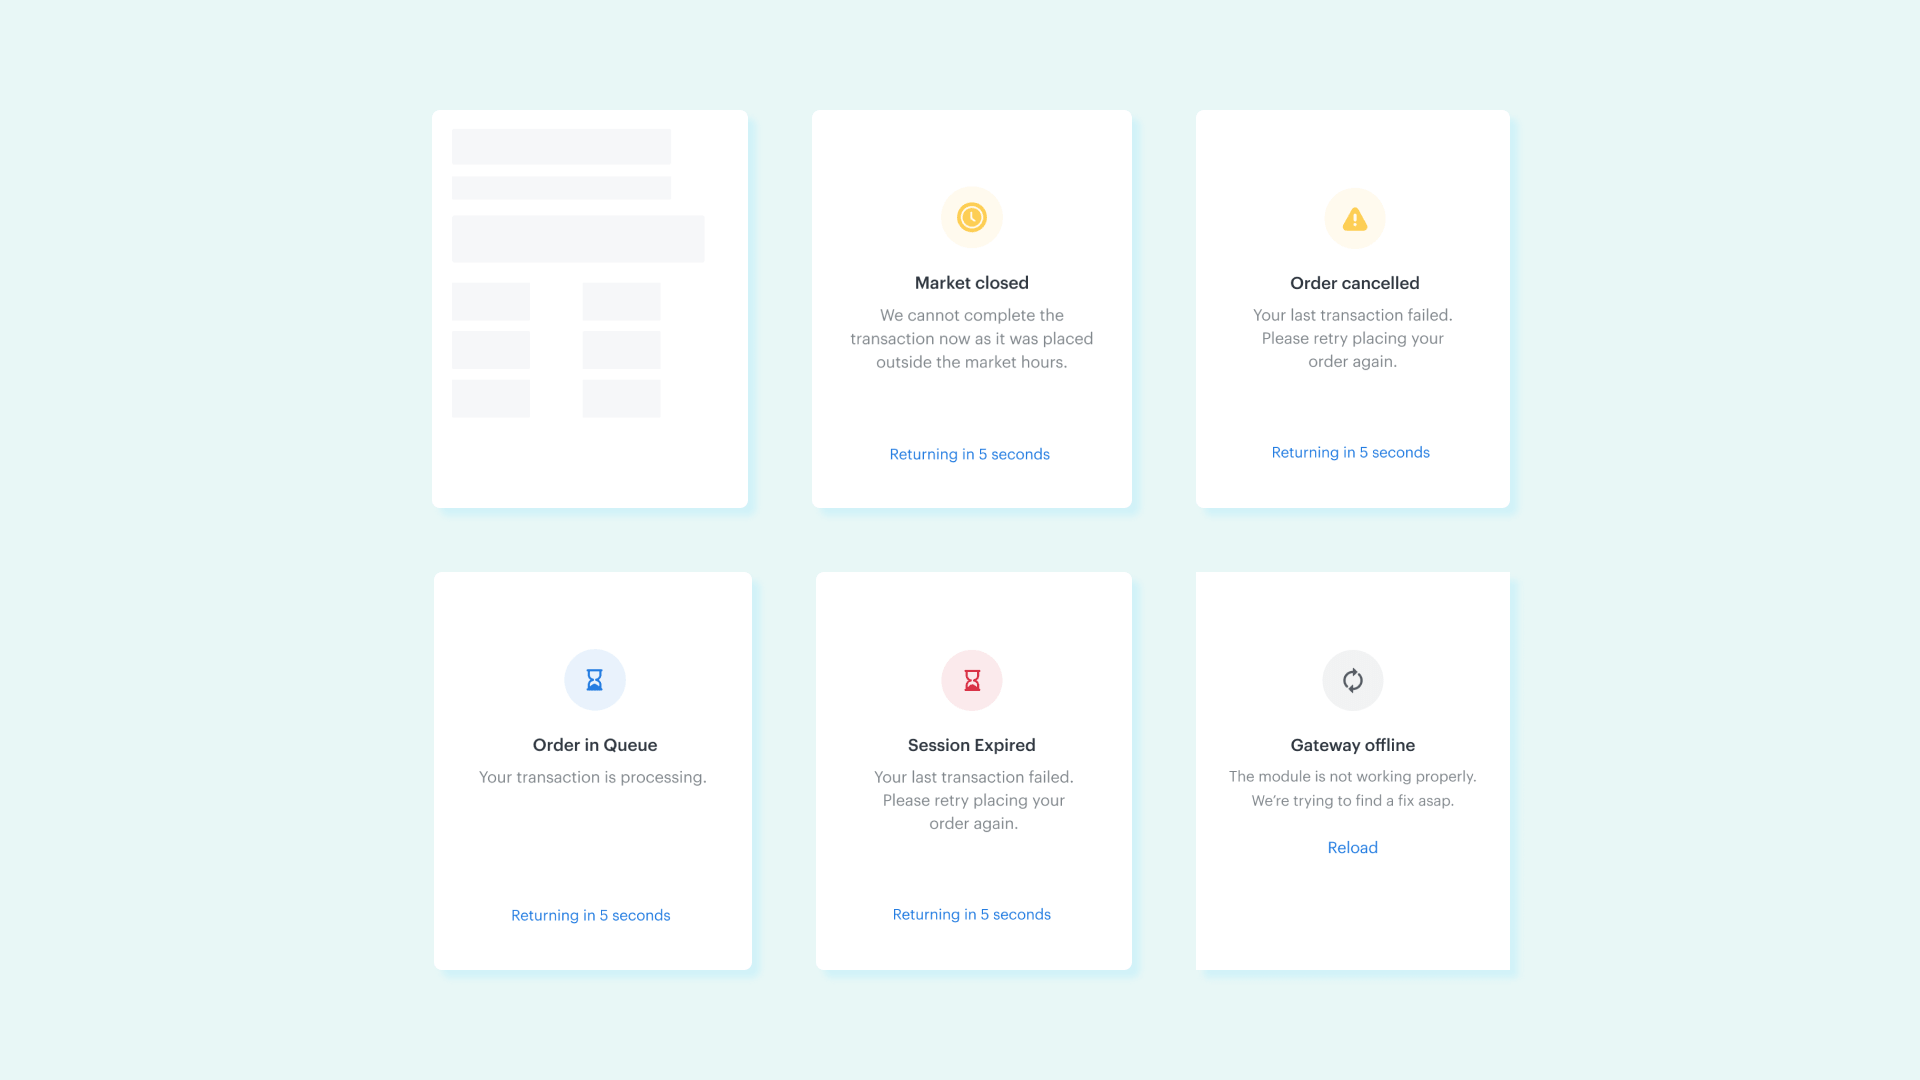 Market closed
We cannot complete the
transaction now as it was placed
outside the market hours.
Returning in 5 seconds
Order cancelled
Your last transaction failed.
Please retry placing your
order again.
Returning in 5 seconds
Order in Queue
Your transaction is processing.
Returning in 5 seconds
Session Expired
Your last transaction failed.
Please retry placing your
order again.
Returning in 5 seconds
Gateway offline
The module is not working properly.
We’re trying to find a fix asap.
Reload